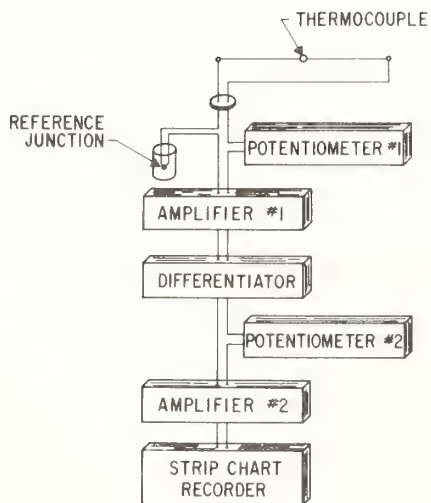 THERMOCOUPLE
REFERENCE
JUNCTION
POTENTIOMETER #1
AMPLIFIER #1
DIFFERENTIATOR
POTENTIOMETER #2
AMPLIFIER #2
STRIP CHART
RECORDER